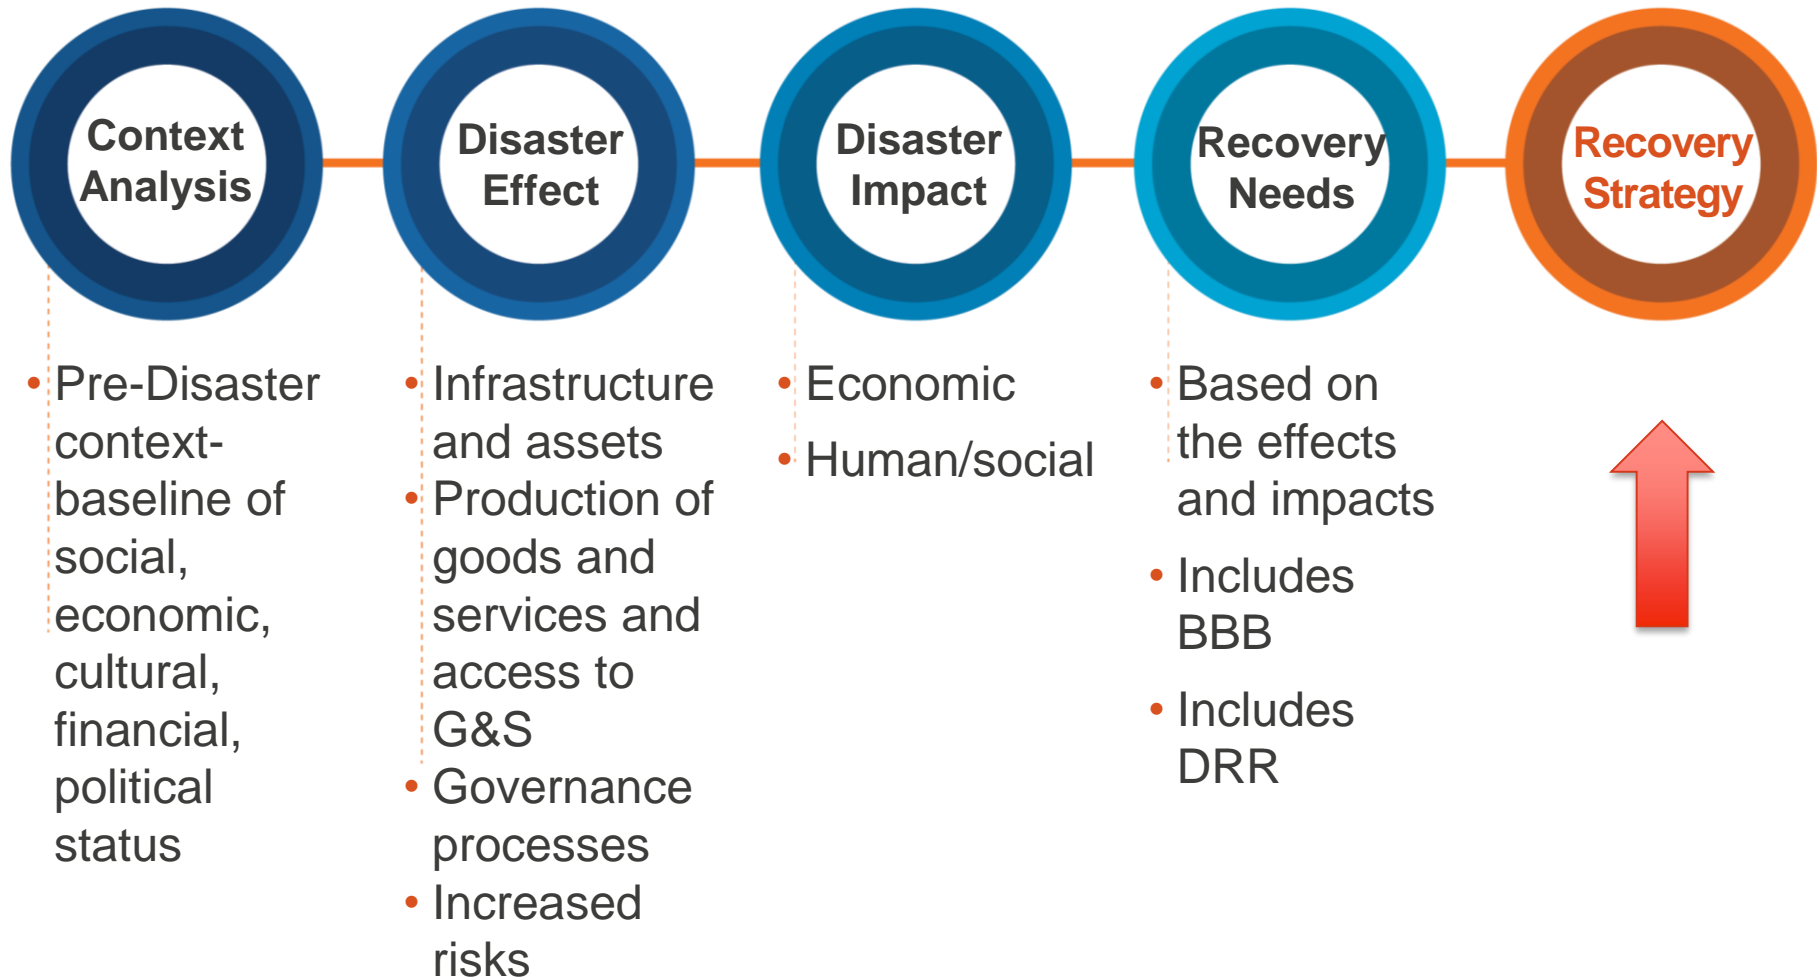 Context
Analysis
Disaster
Effect
Disaster
Impact
Recovery
Needs
Recovery
Strategy
• Pre-Disaster
context-
baseline of
social,
economic,
cultural,
financial,
political
status
• Infrastructure
and assets
• Production of
goods and
services and
access to
G&S
• Governance
processes
• Increased
risks
• Economic
• Human/social
• Based on
the effects
and impacts
• Includes
BBB
• Includes
DRR